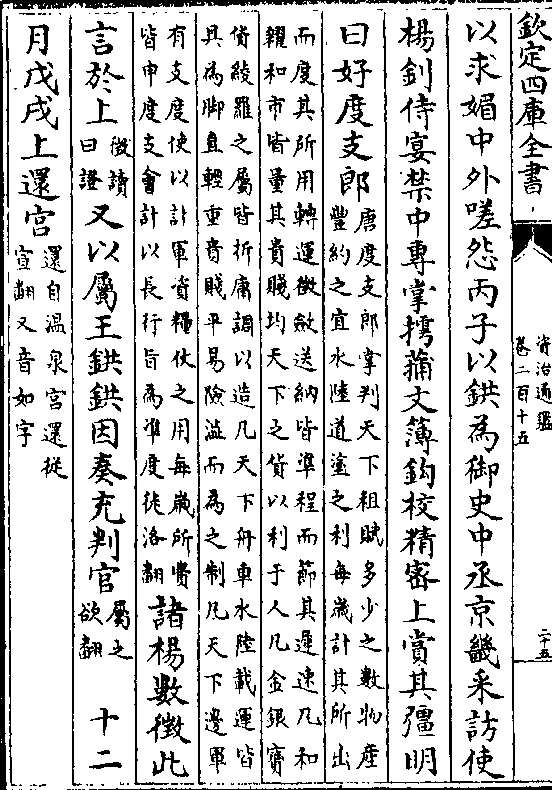 欽定四庫全書
資治通鑑
卷二百十五
二十五
以求媚中外嗟怨丙子以鉷為御史中丞京畿采訪使
楊釗侍宴禁中專掌摴蒲文簿鉤校精密上賞其彊明
曰好度支郎
唐度支郎掌判天下租賦多少之數物產
豐約之宜水陸道塗之利每歲計其所出
而度其所用轉運徵斂送納皆準程而節其遲速凡和
糴和市皆量其貴賤均天下之貨以利于人凡金銀寶
貨綾羅之屬皆折庸調以造凡天下舟車水陸載運皆
具為脚直輕重貴賤平易險澁而為之制凡天下邊軍
有支度使以計軍資糧仗之用每歲所費
皆申度支會計以長行旨為準度徒洛翻
諸楊數徵此
言於上
徵讀
曰證
又以屬王鉷鉷因奏充判官
屬之
欲翻
十二
月戊戌上還宫
還自溫泉宫還從
宣翻又音如字